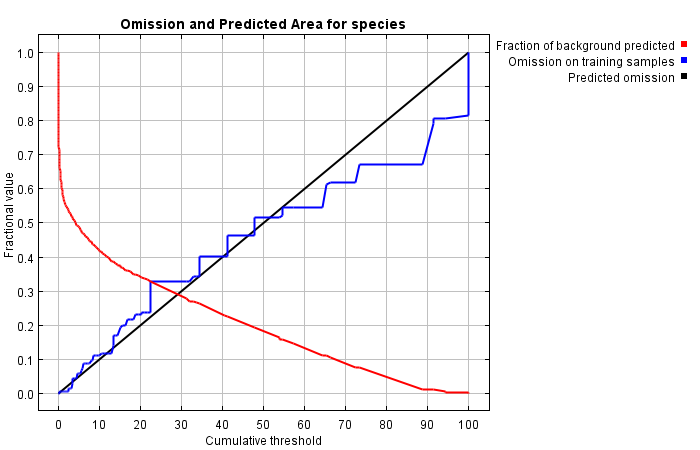 Omission and Predicted Area for species
Fraction of background predicted
Omission on training samples
Predicted omission
1.0
0.9
0.8
0.7
0.6
0.5
0.4
0.3
0.2
0.1
0.0
Fractional value
0 10 20 30 40 50 60 70 80 90 100
Cumulative threshold